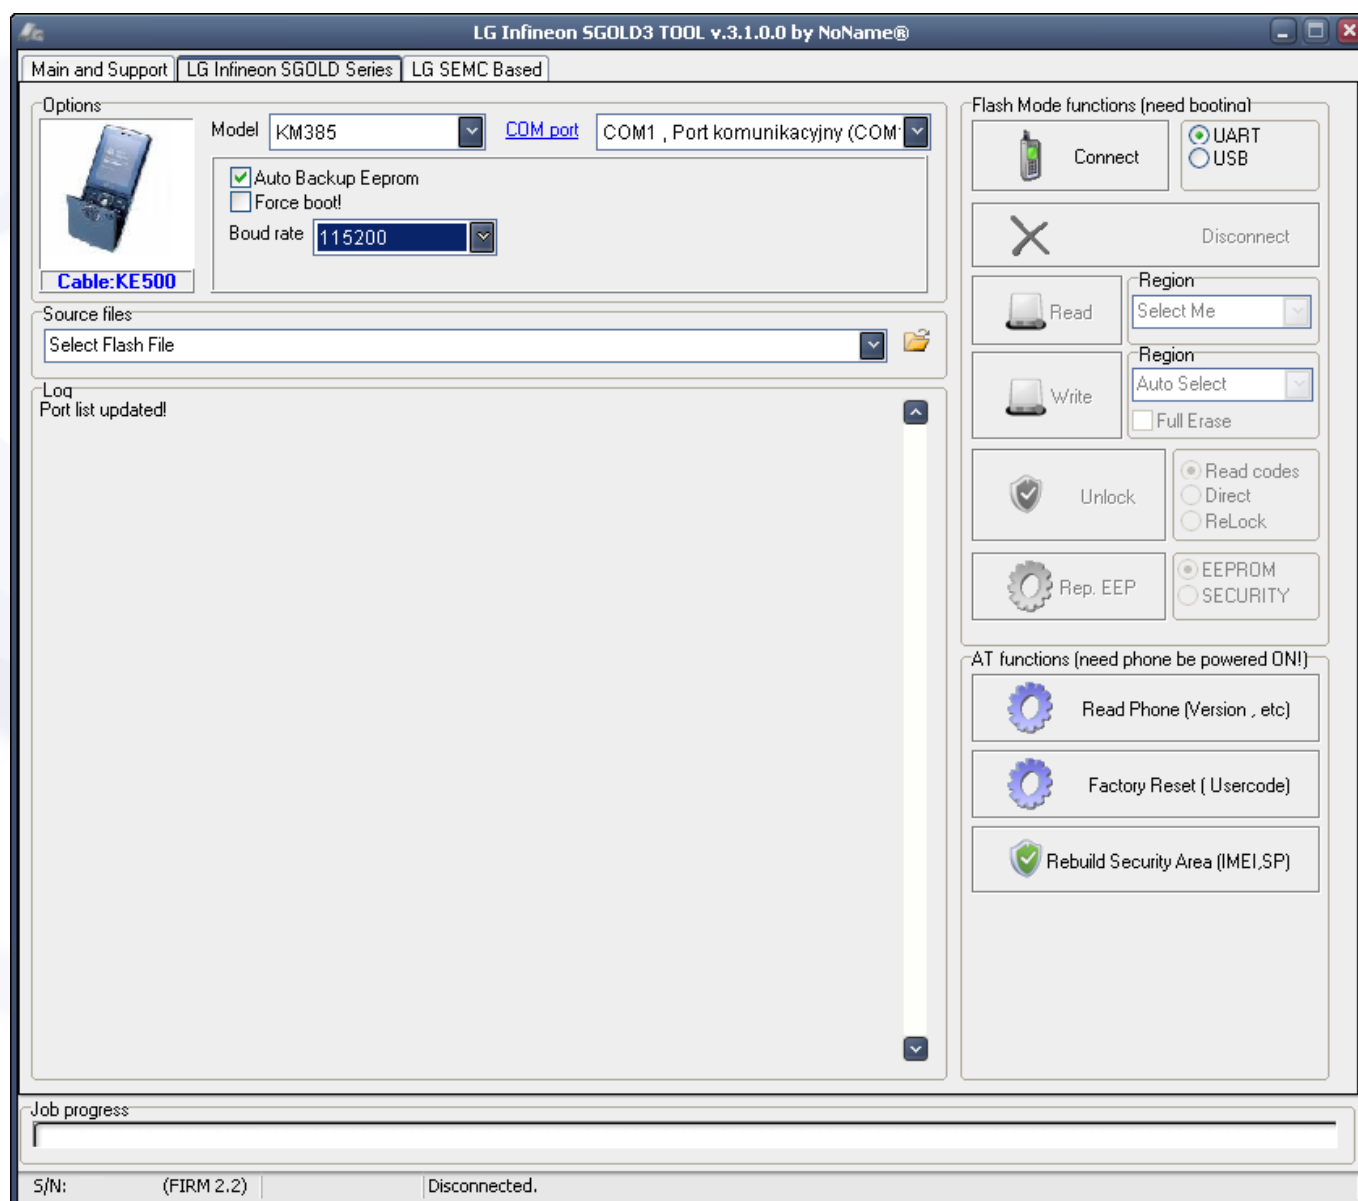 LG Infineon SGOLD3 TOOL v.3.1.0.0 by NoName®
Main and Support
LG Infineon SGOLD Series
LG SEMC Based
Options
Model
KM385
COM port
COM1 , Port komunikacyjny (COM
Auto Backup Eeprom
Force boot!
Boud rate
115200
Cable:KE500
Source files
Select Flash File
Log
Port list updated!
Flash Mode functions (need booting)
Connect
UART
USB
Disconnect
Read
Region
Select Me
Write
Region
Auto Select
Full Erase
Unlock
Read codes
Direct
ReLock
Rep. EEP
EEPROM
SECURITY
AT functions (need phone be powered ON!)
Read Phone (Version , etc)
Factory Reset ( Usercode)
Rebuild Security Area (IMEI,SP)
Job progress
S/N:
(FIRM 2.2)
Disconnected.